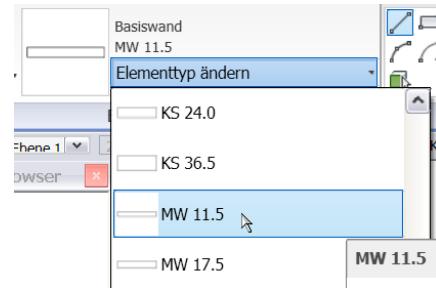 Basiswand
MW 11.5
Elementtyp ändern
KS 24.0
Ebene 1
KS 36.5
owser
MW 11.5
MW 11.5
MW 17.5